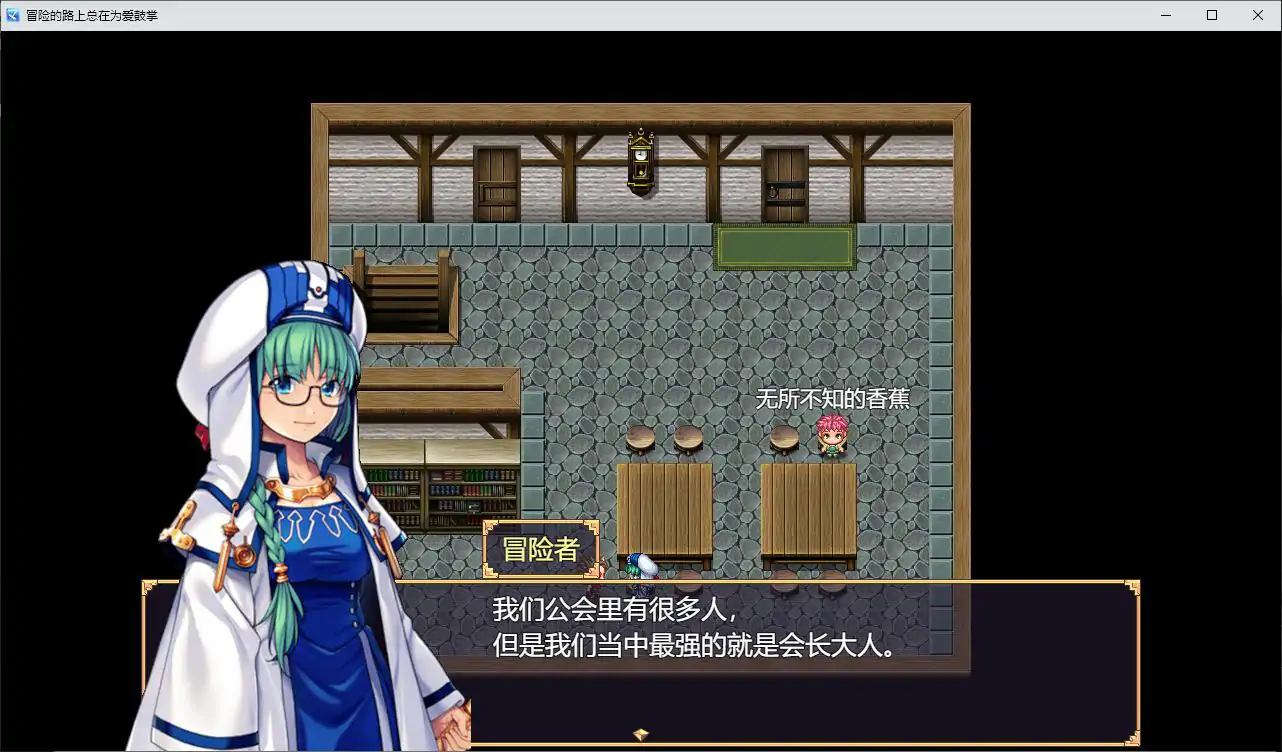 冒险的路上总在为爱鼓掌
无所不知的香蕉
冒险者
我们公会里有很多人，
但是我们当中最强的就是会长大人。